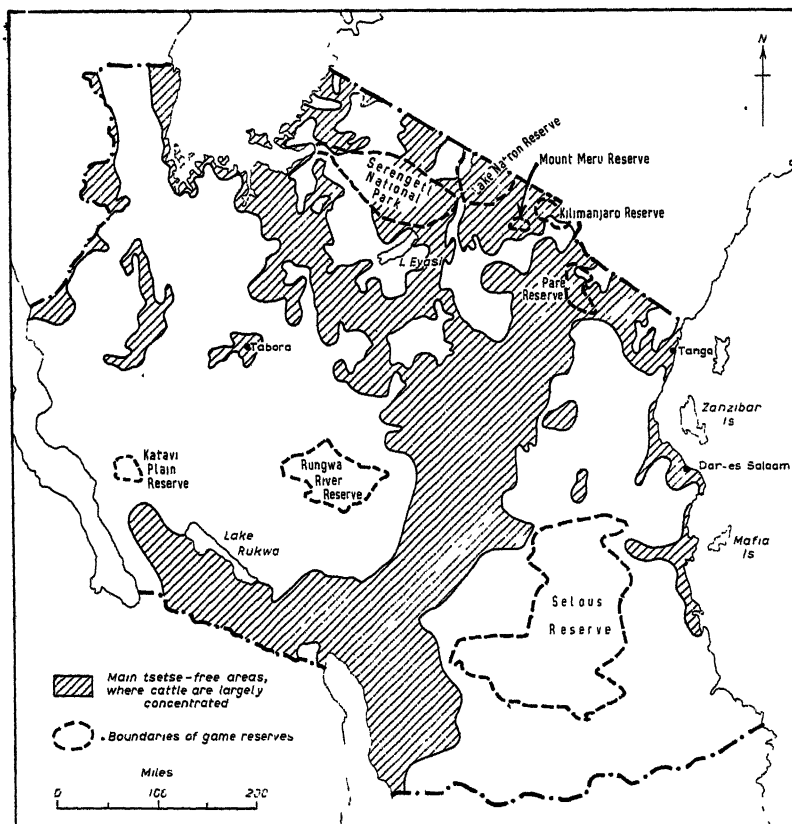 N
Lake Natron Reserve
Mount Meru Reserve
Serengeti
National
Park
Kilimanjaro Reserve
L Eyasi
Pare
Reserve
Tabora
Tanga
Zanzibar
Is
Katavi
Plain
Reserve
Rungwa
River
Reserve
Dar-es Salaam
Lake
Rukwa
Mafia
Is
Selous
Reserve
Main tsetse-free areas,
where cattle are largely
concentrated
Boundaries of game reserves
Miles
0 100 200